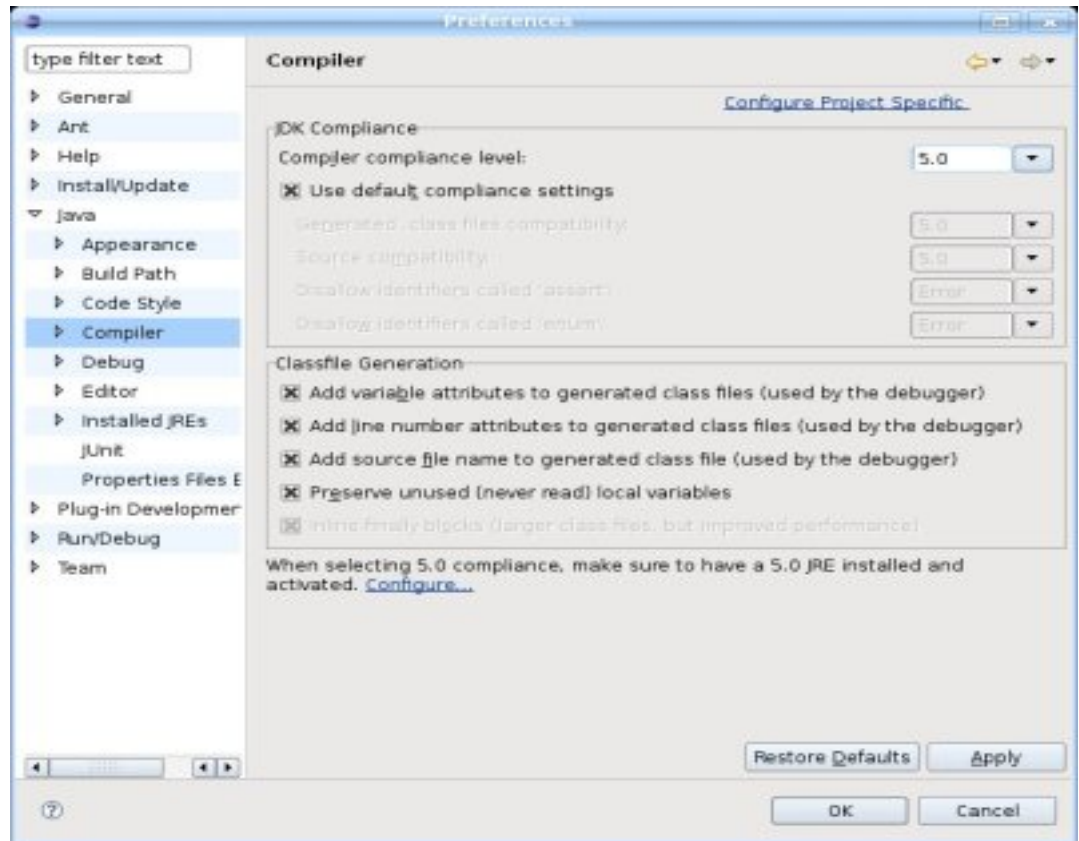 Preferences
type filter text
Compiler
General
Ant
Help
Install/Update
Java
Appearance
Build Path
Code Style
Compiler
Debug
Editor
Installed JREs
JUnit
Properties Files E
Plug-in Developmer
Run/Debug
Team
Configure Project Specific
JDK Compliance
Compiler compliance level: 5.0
Use default compliance settings
Generated .class files compatibility: 5.0
Source compatibility: 5.0
Disallow identifiers called 'assert': Error
Disallow identifiers called 'enum': Error
Classfile Generation
Add variable attributes to generated class files (used by the debugger)
Add line number attributes to generated class files (used by the debugger)
Add source file name to generated class file (used by the debugger)
Preserve unused (never read) local variables
Inline finally blocks (larger class files, but improved performance)
When selecting 5.0 compliance, make sure to have a 5.0 JRE installed and
activated. Configure...
Restore Defaults
Apply
OK
Cancel